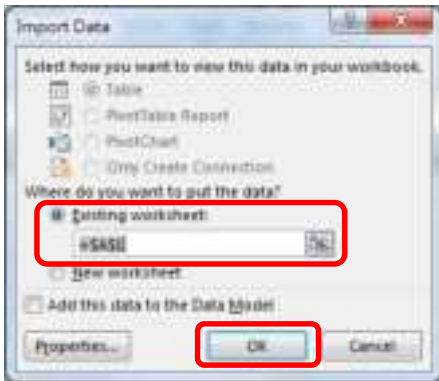 Import Data
Select how you want to view this data in your workbook.
Table
PivotTable Report
PivotChart
Only Create Connection
Where do you want to put the data?
Existing worksheet:
=$A$1
New worksheet
Add this data to the Data Model
Properties...
OK
Cancel